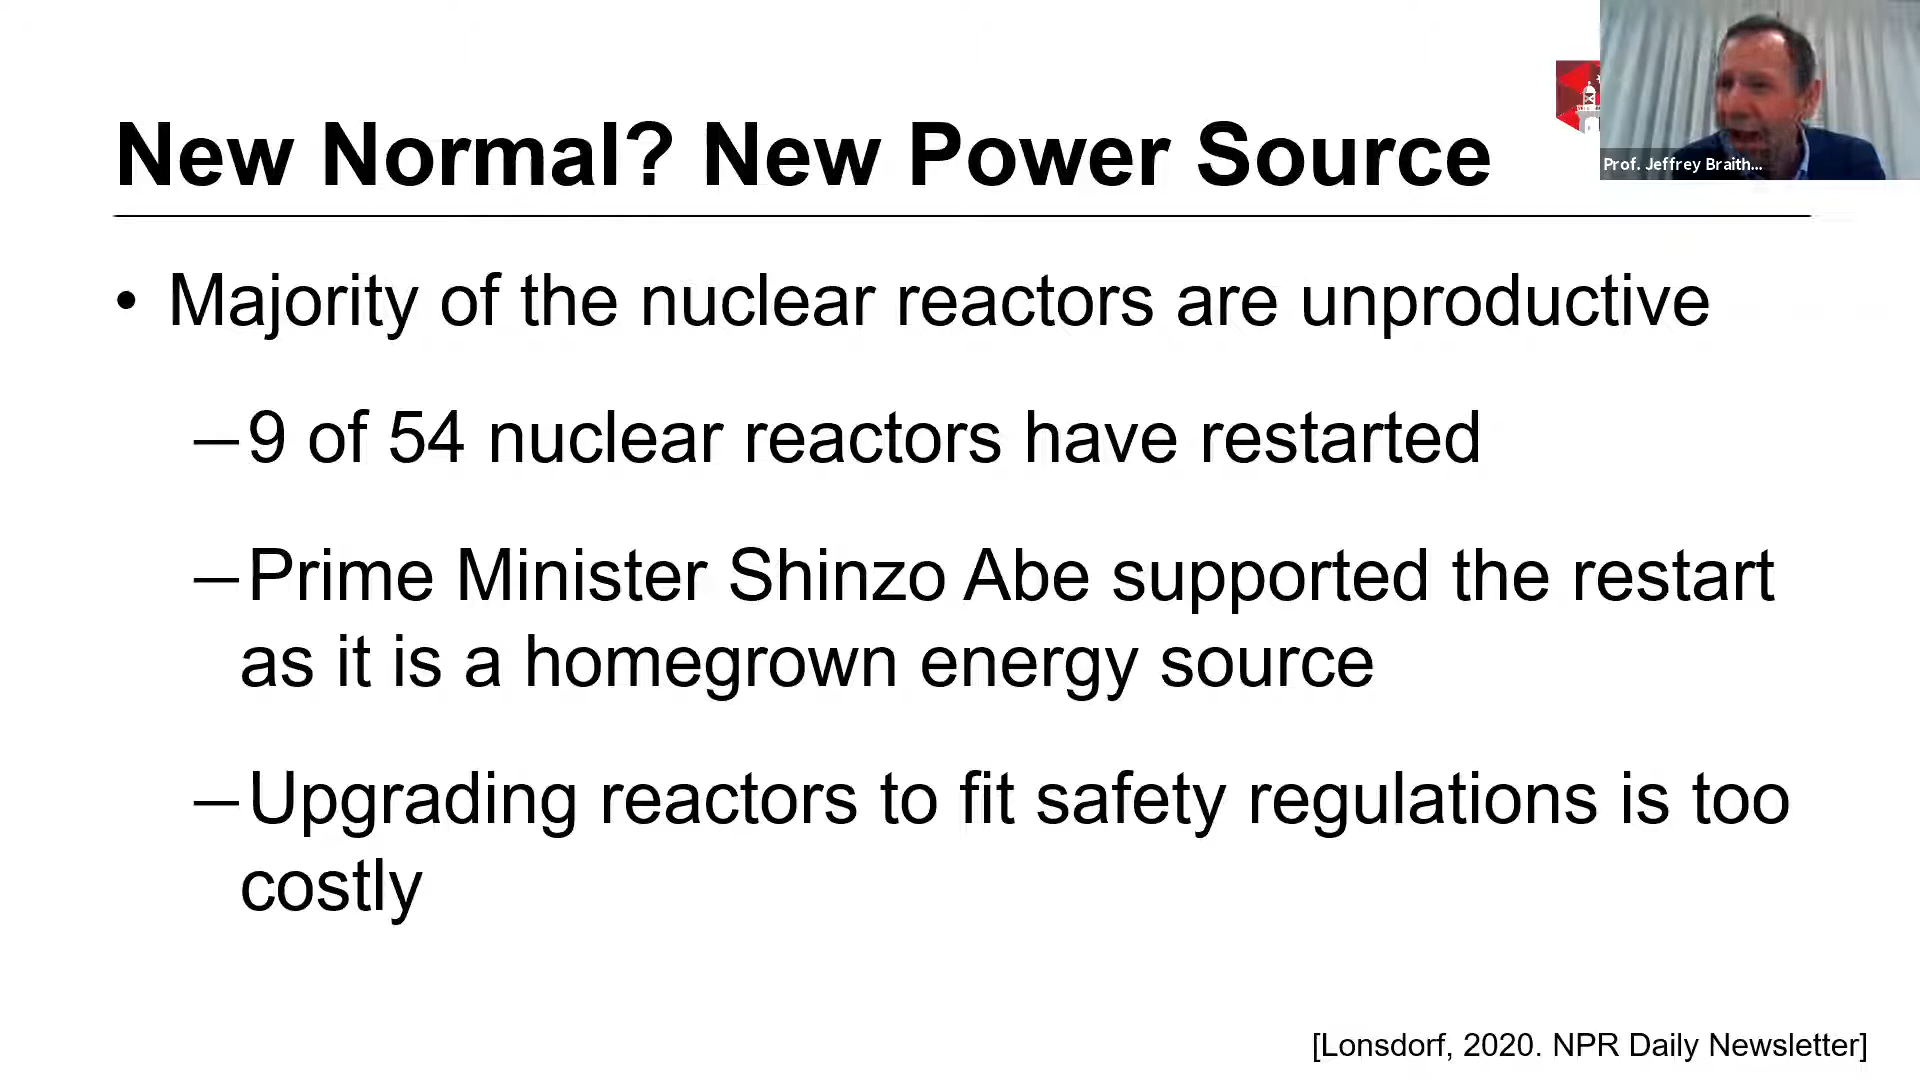 New Normal? New Power Source
Prof. Jeffrey Braith...
• Majority of the nuclear reactors are unproductive
–9 of 54 nuclear reactors have restarted
–Prime Minister Shinzo Abe supported the restart
as it is a homegrown energy source
–Upgrading reactors to fit safety regulations is too
costly
[Lonsdorf, 2020. NPR Daily Newsletter]